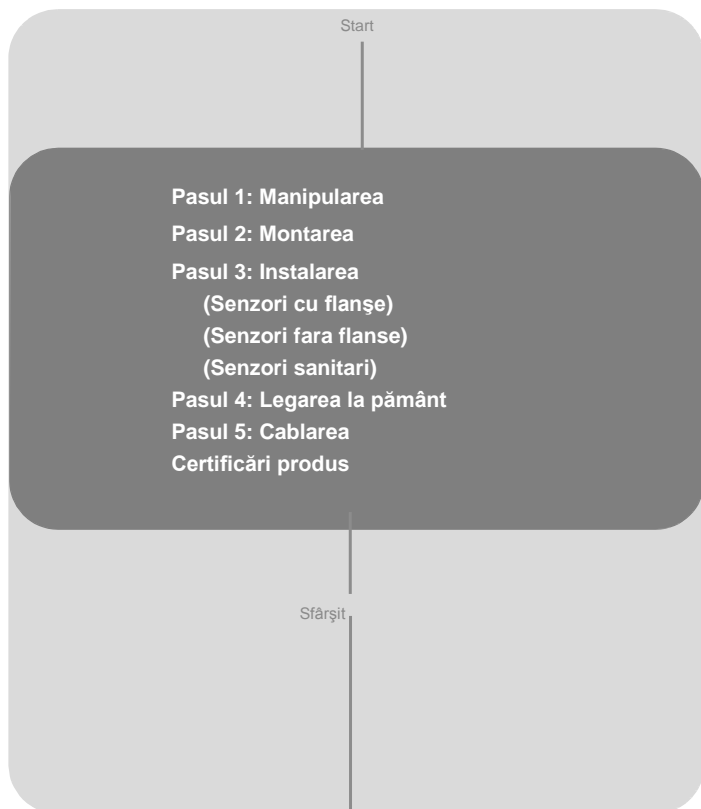 Start
Pasul 1: Manipularea
Pasul 2: Montarea
Pasul 3: Instalarea
(Senzori cu flanşe)
(Senzori fara flanse)
(Senzori sanitari)
Pasul 4: Legarea la pământ
Pasul 5: Cablarea
Certificări produs
Sfârşit